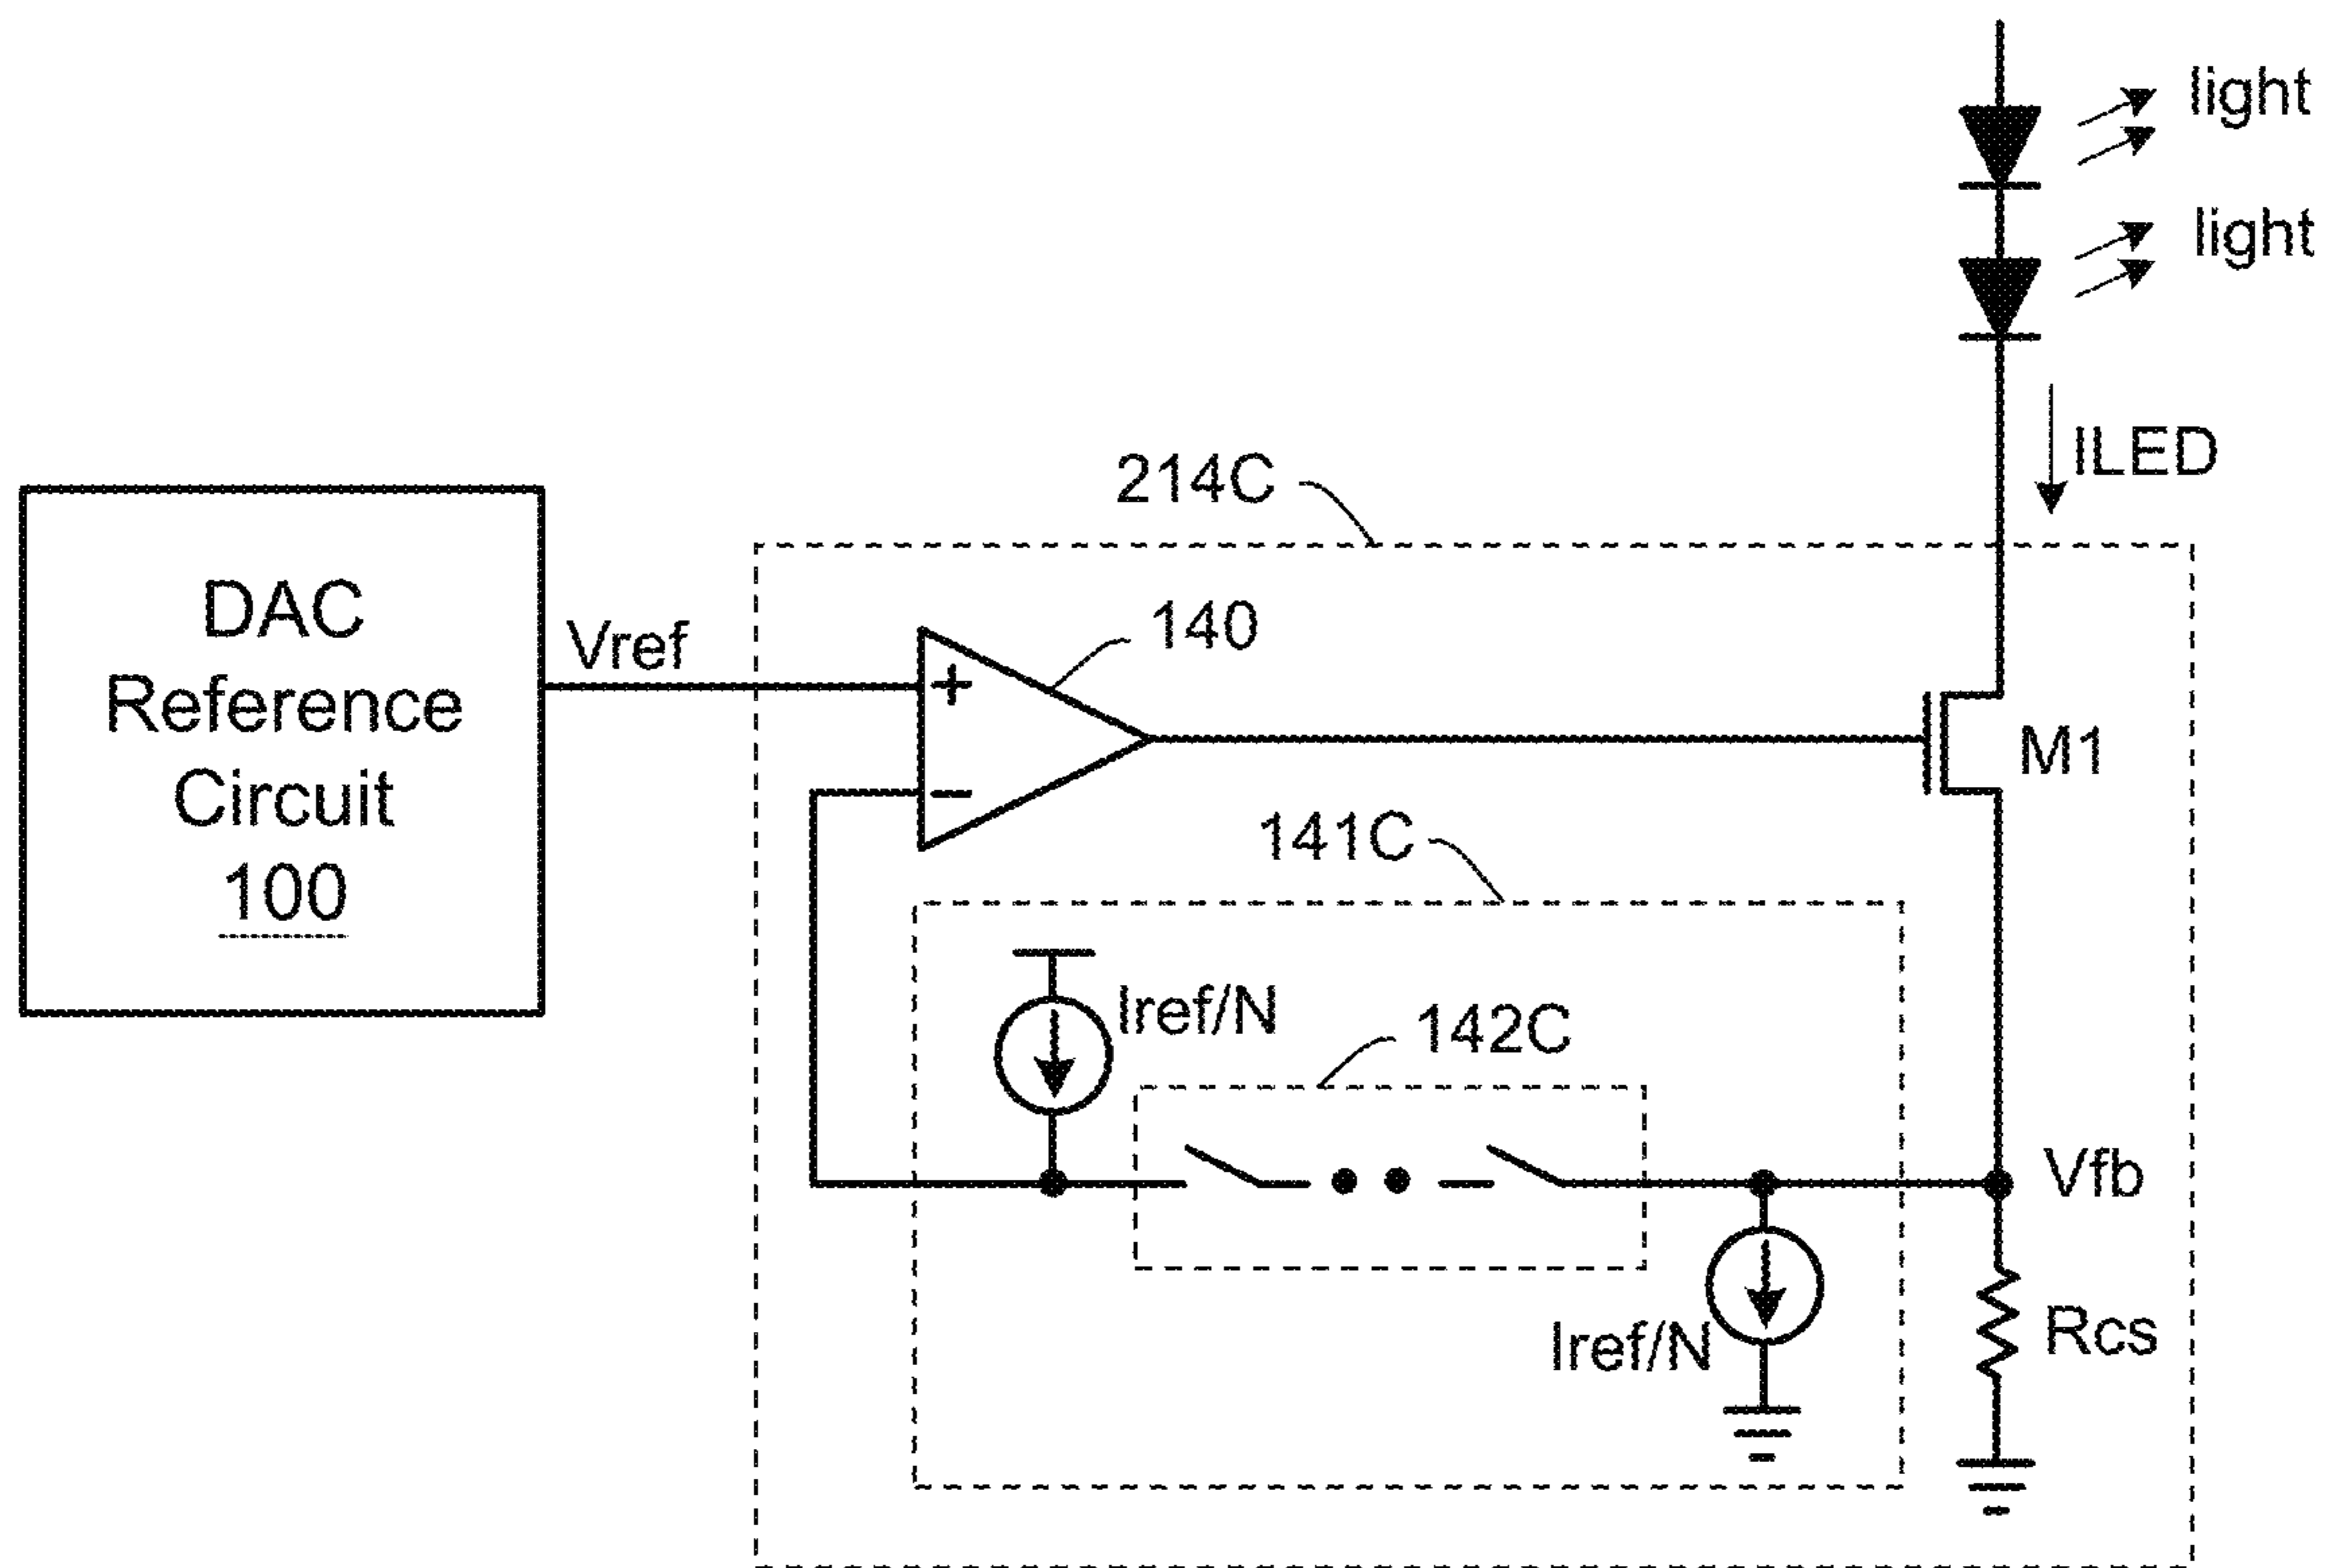 light
light
ILED
214C
DAC
Reference
Circuit
100
Vref
140
+
−
M1
141C
Iref/N
142C
Vfb
Iref/N
Rcs